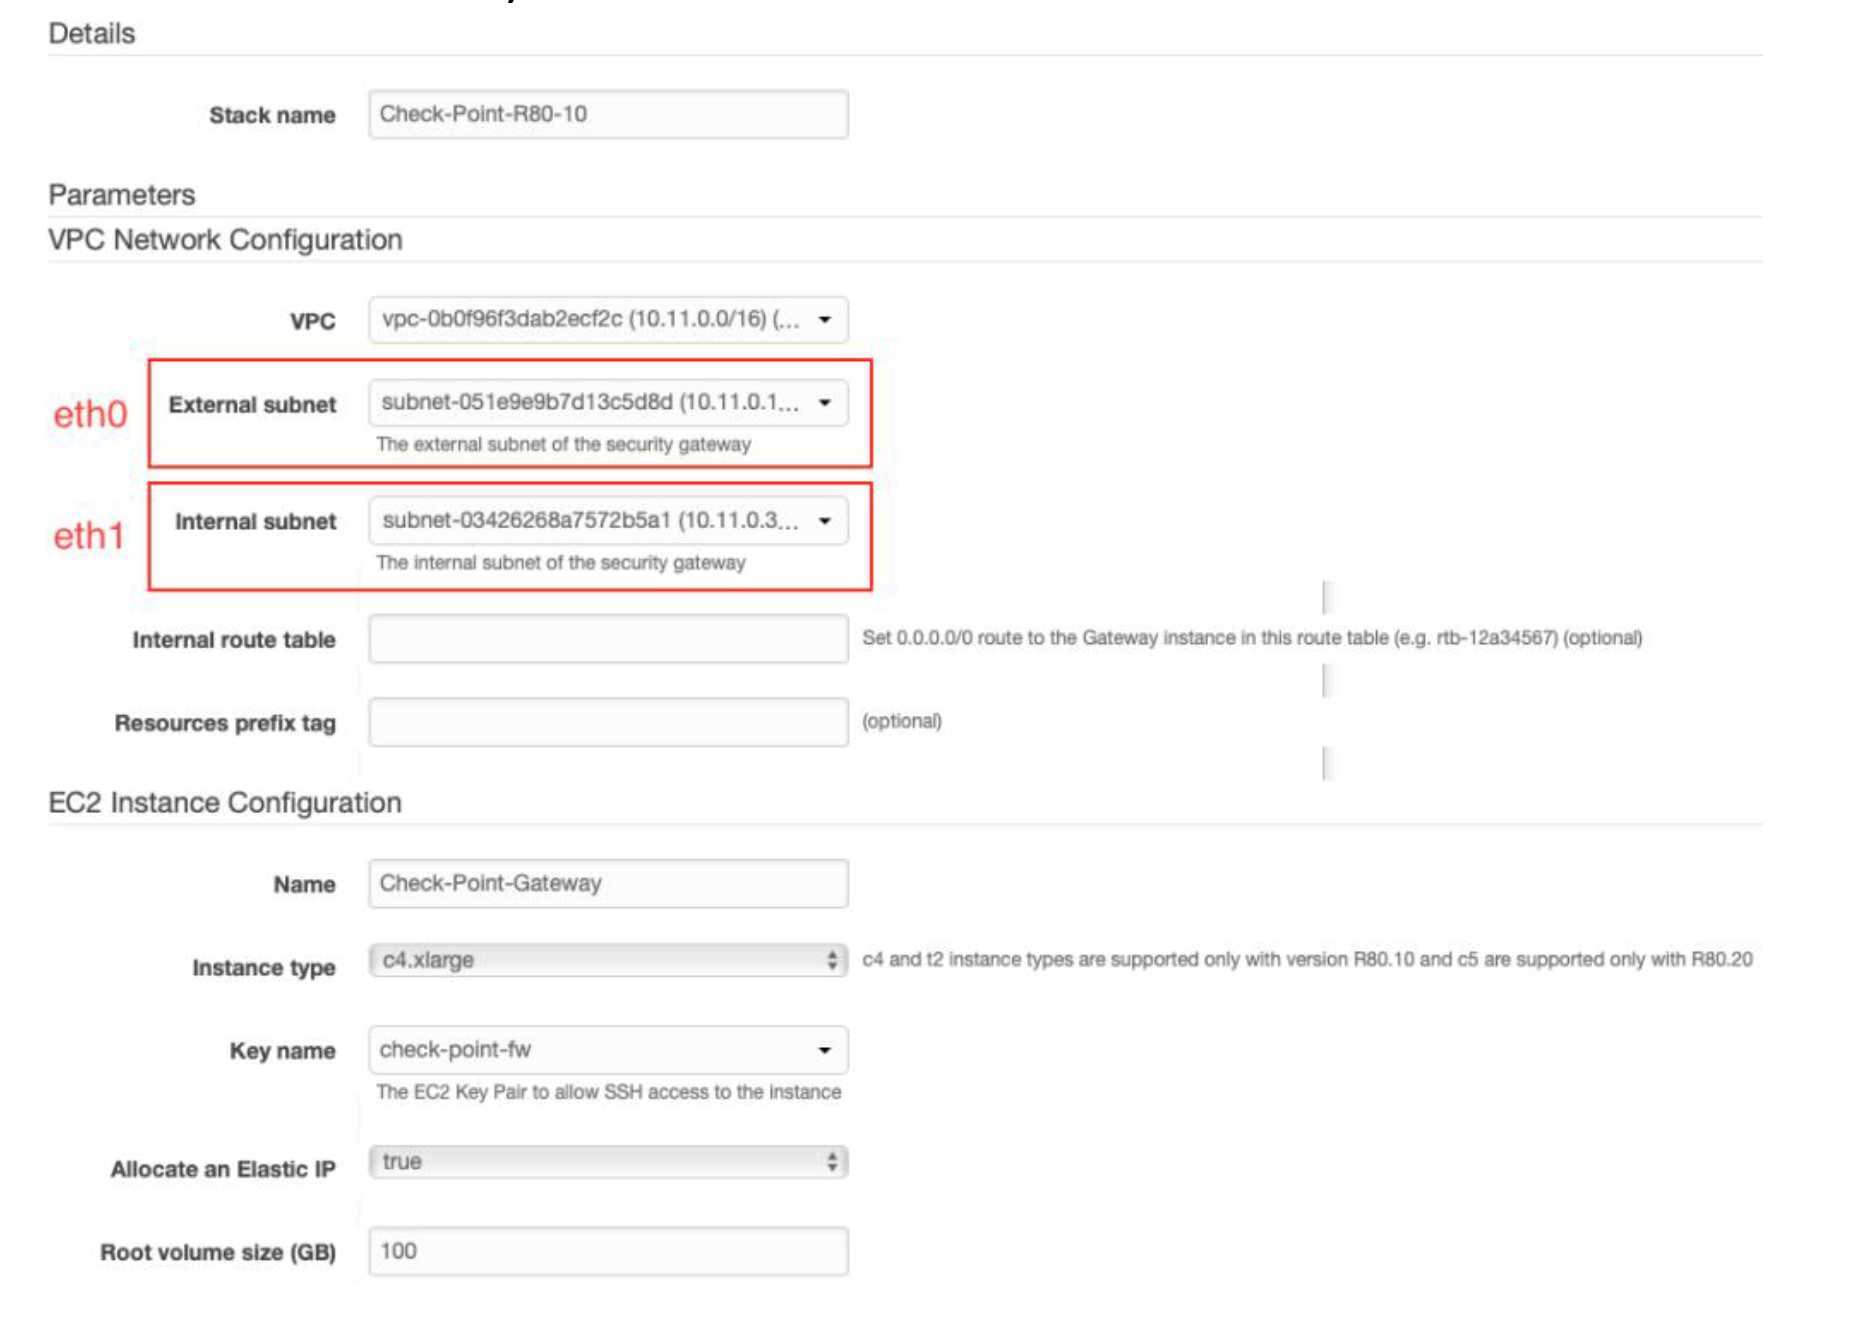 Details
Stack name Check-Point-R80-10
Parameters
VPC Network Configuration
VPC vpc-0b0f96f3dab2ecf2c (10.11.0.0/16) (...
eth0 External subnet subnet-051e9e9b7d13c5d8d (10.11.0.1...
The external subnet of the security gateway
eth1 Internal subnet subnet-03426268a7572b5a1 (10.11.0.3...
The internal subnet of the security gateway
Internal route table Set 0.0.0.0/0 route to the Gateway instance in this route table (e.g. rtb-12a34567) (optional)
Resources prefix tag (optional)
EC2 Instance Configuration
Name Check-Point-Gateway
Instance type c4.xlarge c4 and t2 instance types are supported only with version R80.10 and c5 are supported only with R80.20
Key name check-point-fw
The EC2 Key Pair to allow SSH access to the instance
Allocate an Elastic IP true
Root volume size (GB) 100